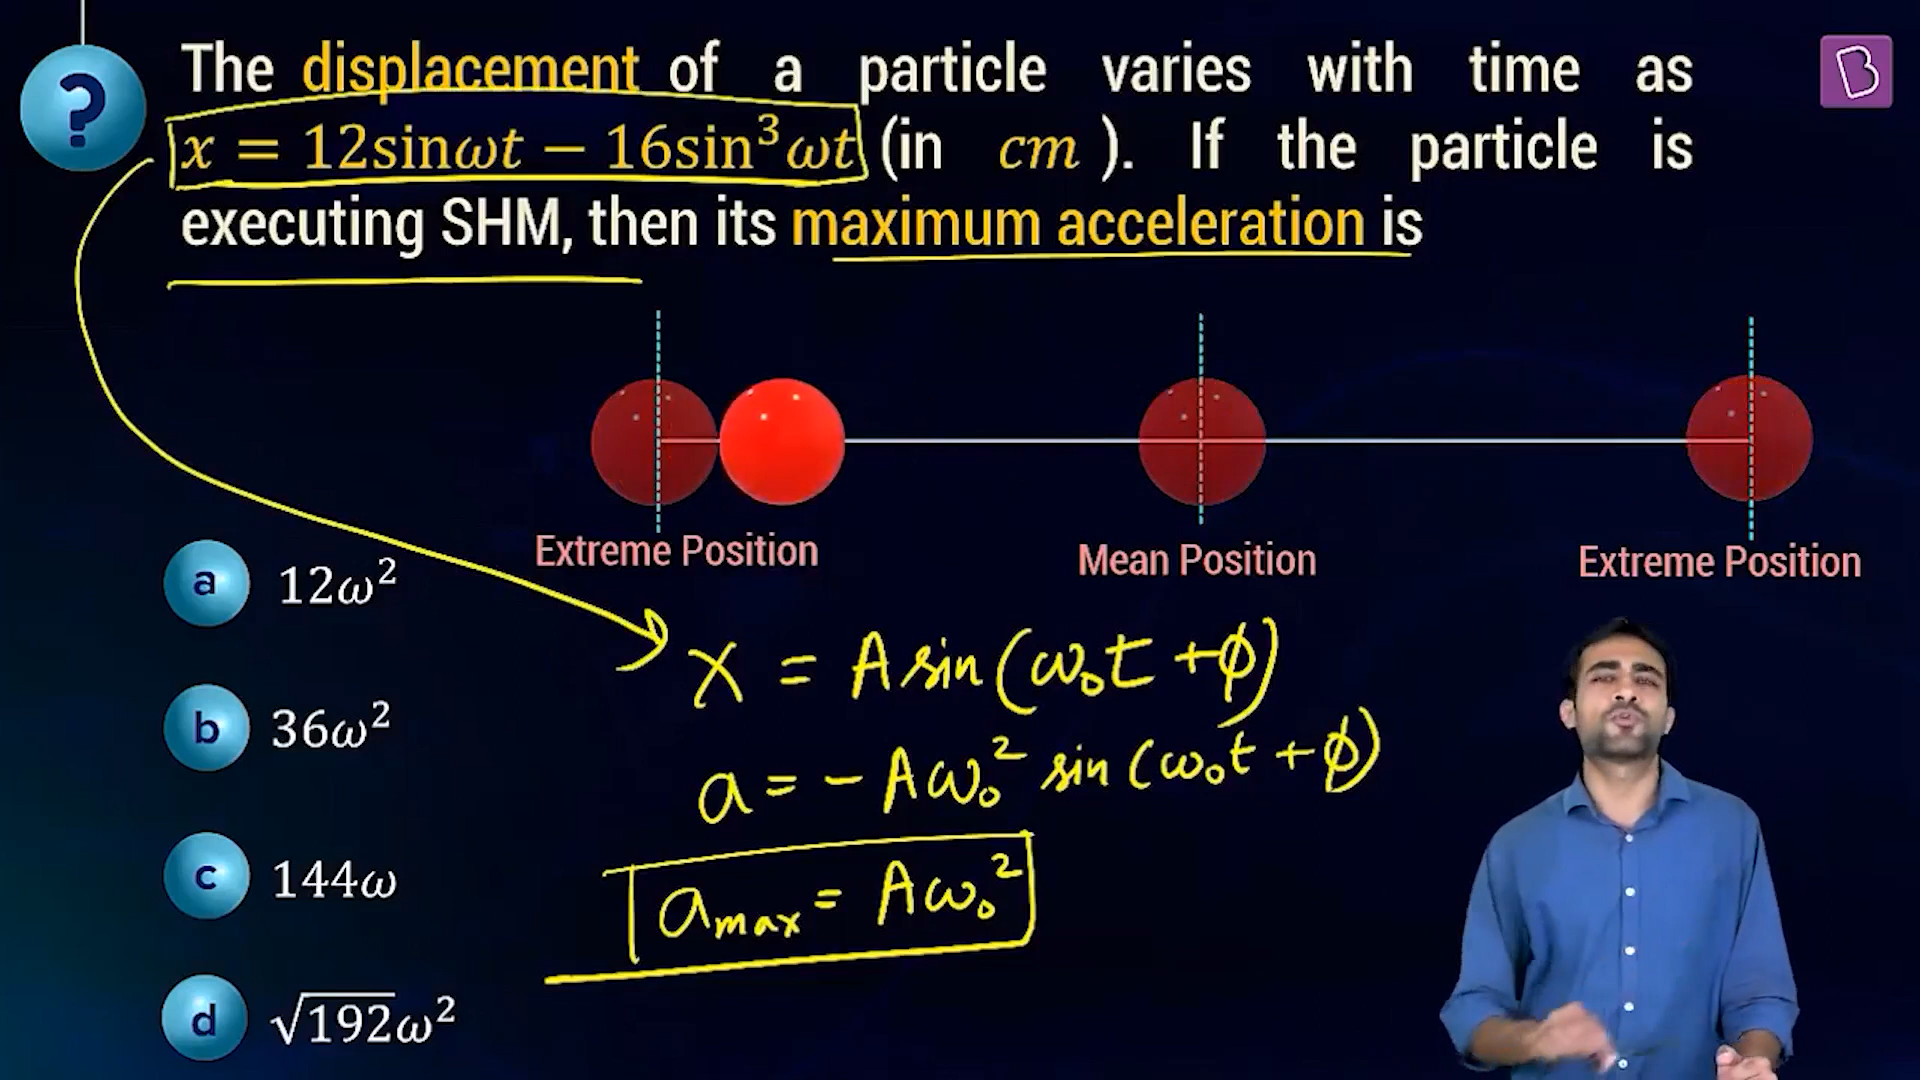 ?
The displacement of a particle varies with time as
x = 12sinωt − 16sin³ωt (in cm ). If the particle is
executing SHM, then its maximum acceleration is
Extreme Position
Mean Position
Extreme Position
a 12ω²
b 36ω²
c 144ω
d √192ω²
x = A sin (ω₀t + ϕ)
a = − Aω₀² sin (ω₀t + ϕ)
a max = Aω₀²
B